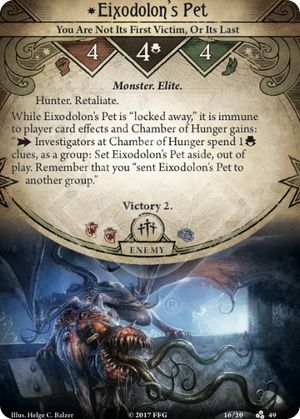 Eixodolon's Pet
You Are Not Its First Victim, Or Its Last
4 4 4
Monster. Elite.
Hunter. Retaliate.
While Eixodolon's Pet is "locked away," it is
immune to player card effects and Chamber of Hunger gains:
Investigators at Chamber of Hunger spend 1
clues, as a group: Set Eixodolon's Pet aside, out of
play. Remember that you "sent Eixodolon's Pet to
another group."
Victory 2.
ENEMY
Illus. Helge C. Balzer
© 2017 FFG
16/20
49